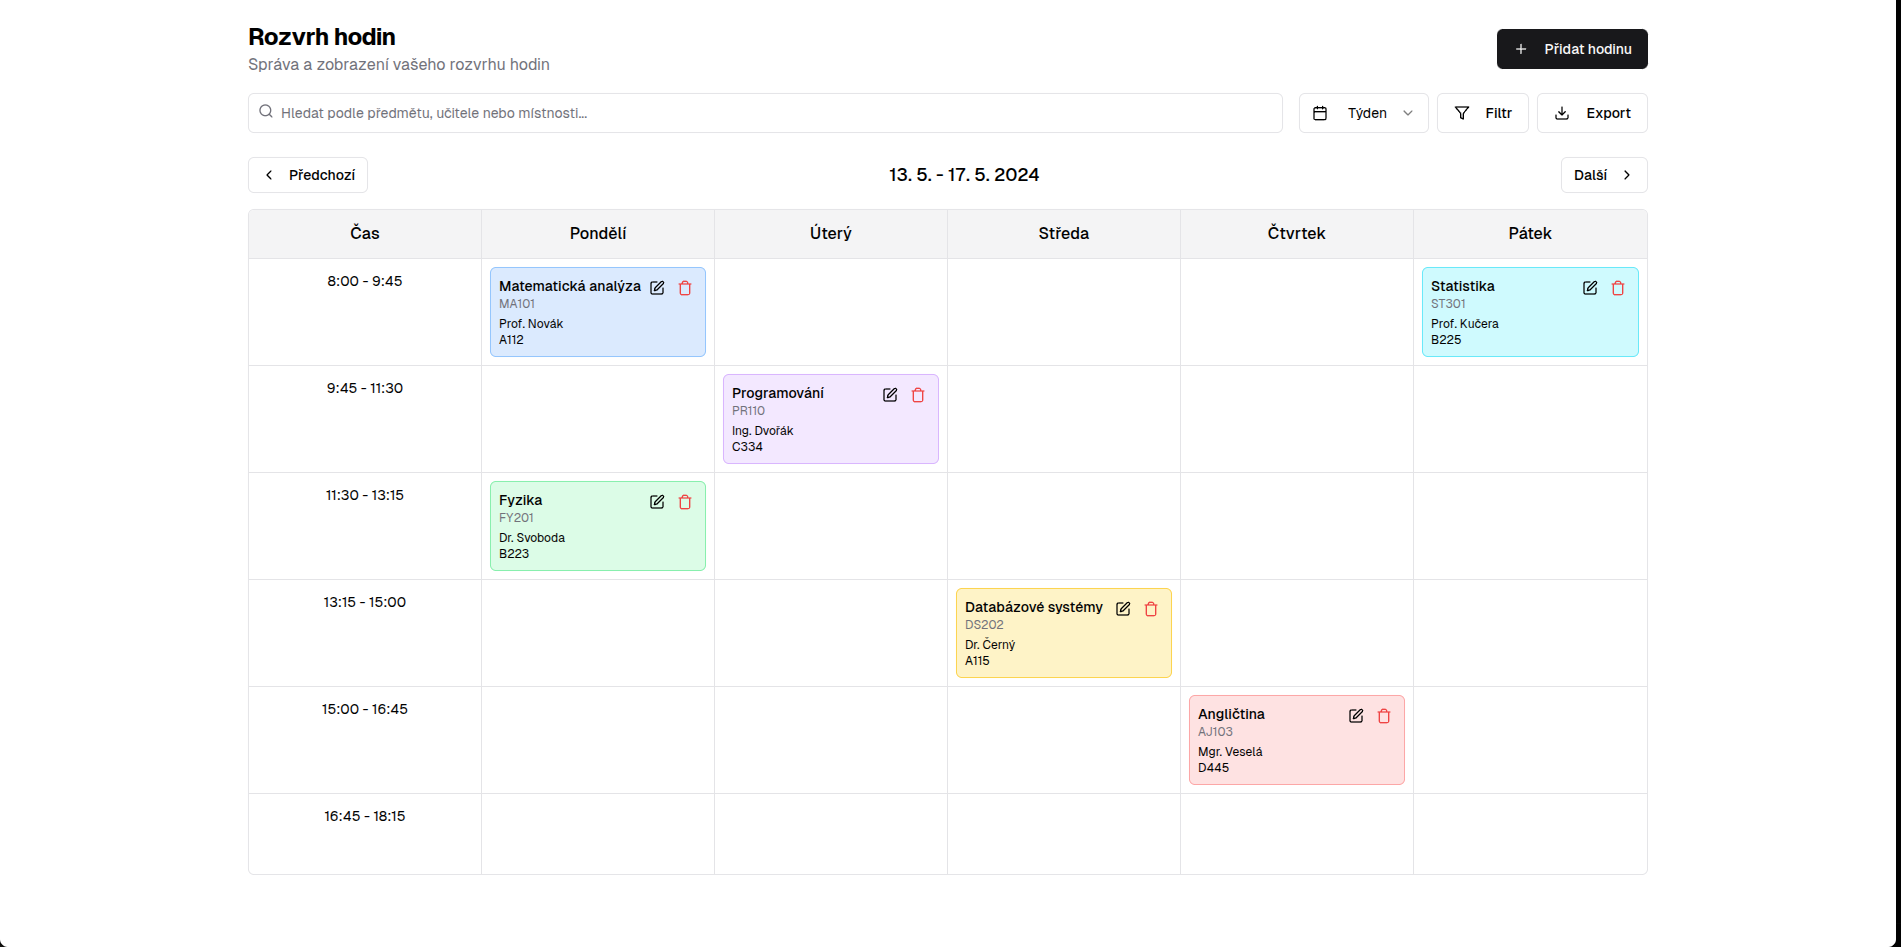 Rozvrh hodin
Správa a zobrazení vašeho rozvrhu hodin
Přidat hodinu
Hledat podle předmětu, učitele nebo místnosti...
Týden
Filtr
Export
Předchozí
13. 5. - 17. 5. 2024
Další
Čas
Pondělí
Úterý
Středa
Čtvrtek
Pátek
8:00 - 9:45
Matematická analýza
MA101
Prof. Novák
A112
Statistika
ST301
Prof. Kučera
B225
9:45 - 11:30
Programování
PR110
Ing. Dvořák
C334
11:30 - 13:15
Fyzika
FY201
Dr. Svoboda
B223
13:15 - 15:00
Databázové systémy
DS202
Dr. Černý
A115
15:00 - 16:45
Angličtina
AJ103
Mgr. Veselá
D445
16:45 - 18:15